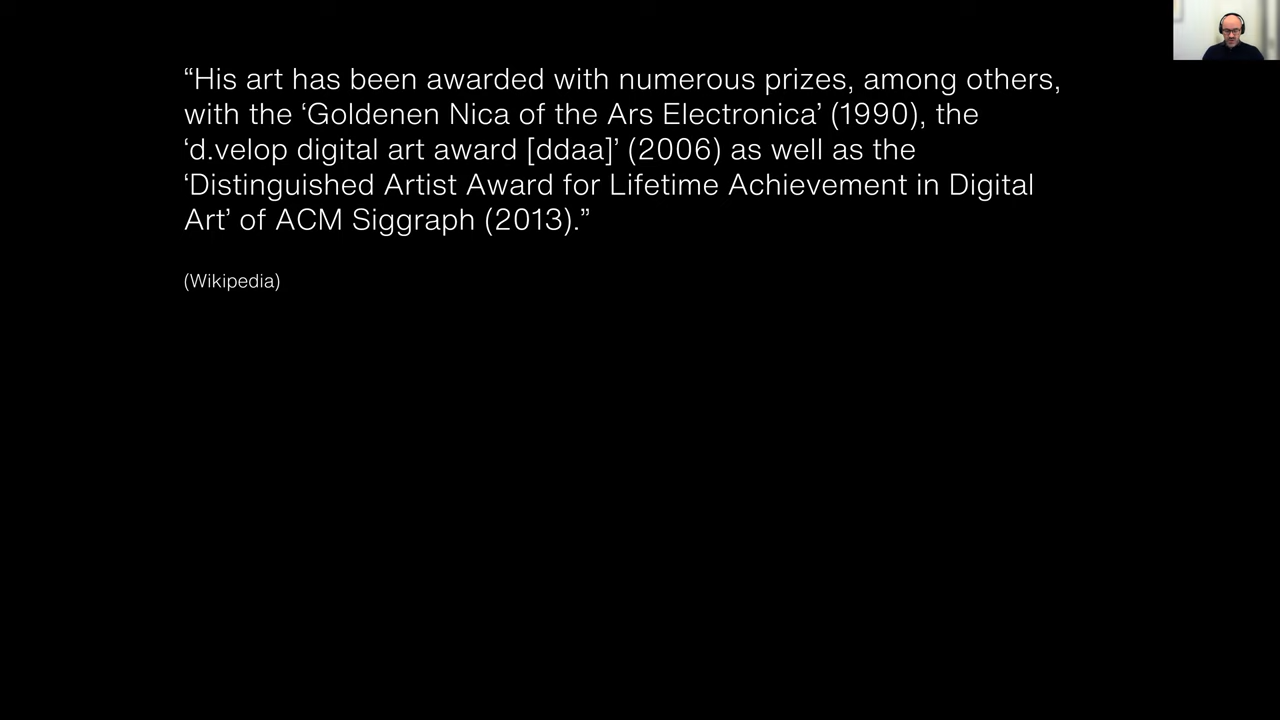 “His art has been awarded with numerous prizes, among others,
with the ‘Goldenen Nica of the Ars Electronica’ (1990), the
‘d.velop digital art award [ddaa]’ (2006) as well as the
‘Distinguished Artist Award for Lifetime Achievement in Digital
Art’ of ACM Siggraph (2013).”
(Wikipedia)